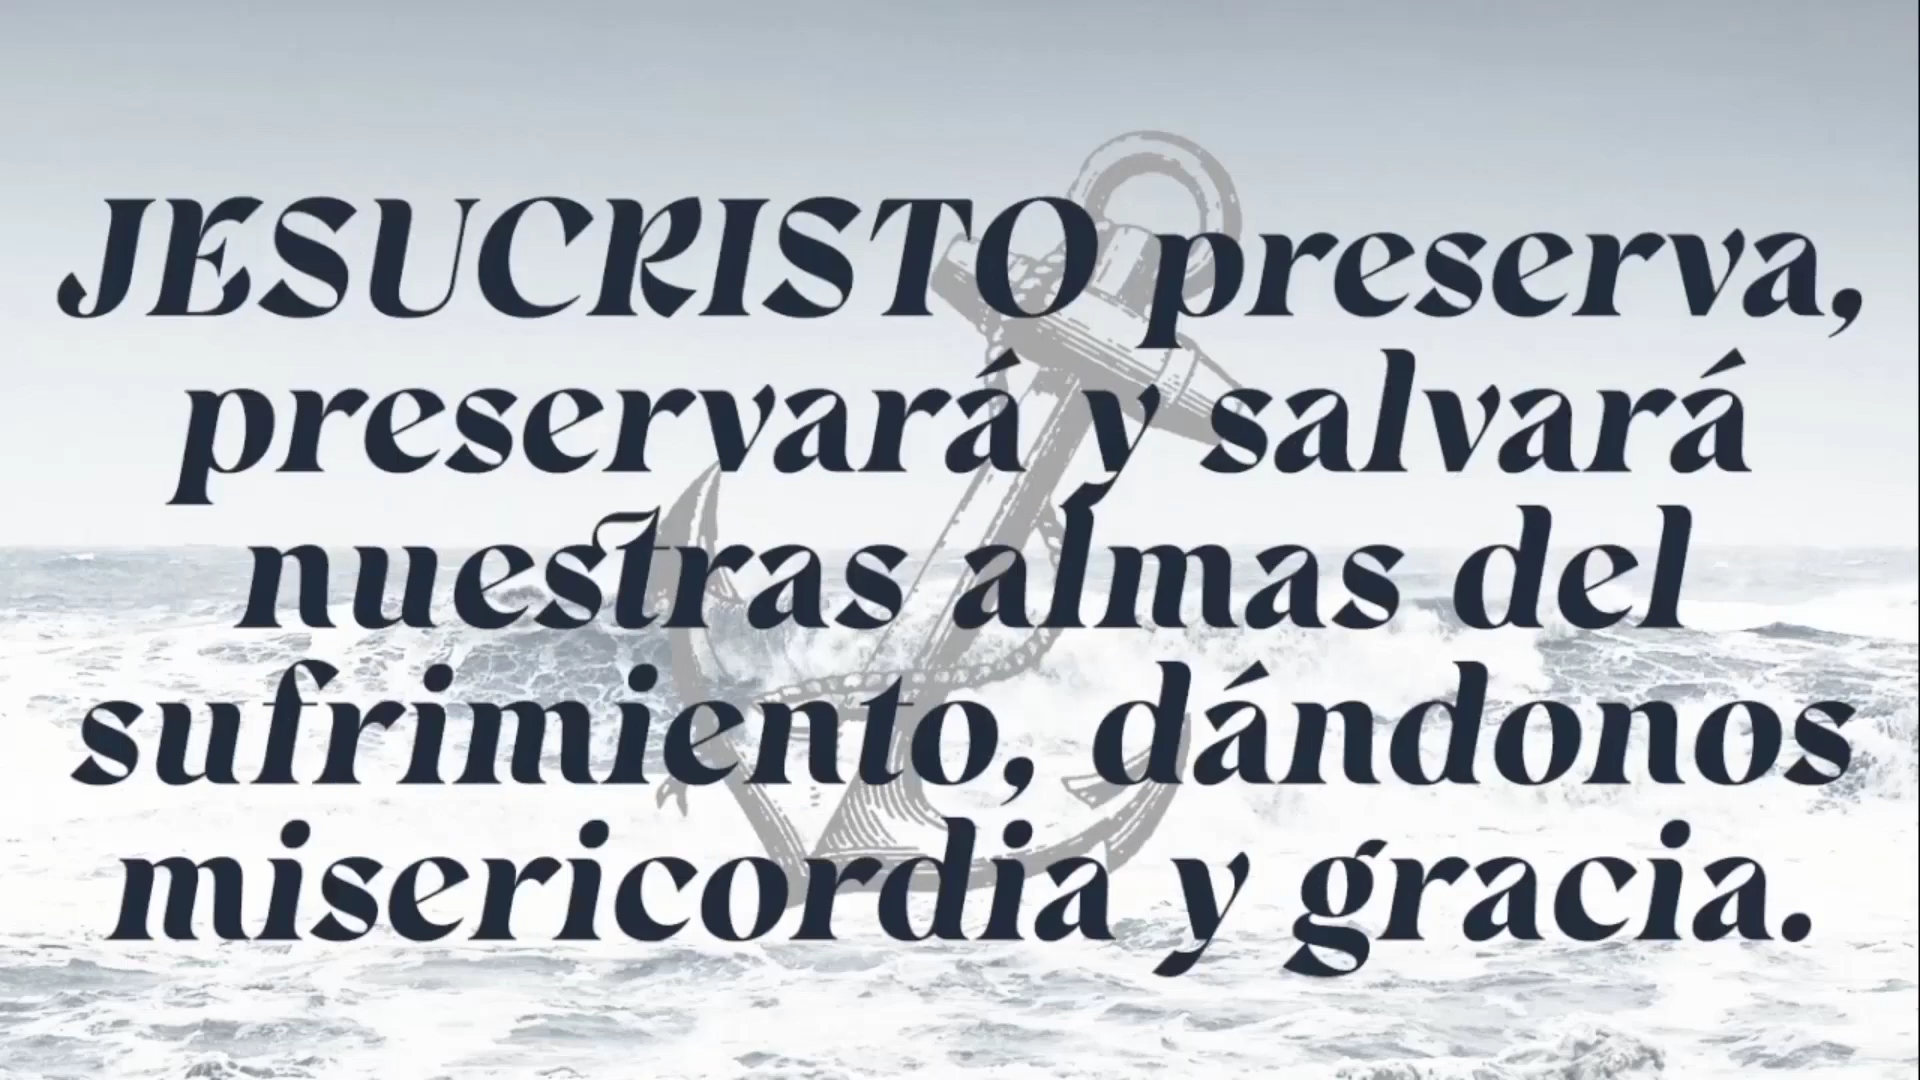 JESUCRISTO preserva,
preservará y salvará
nuestras almas del
sufrimiento, dándonos
misericordia y gracia.